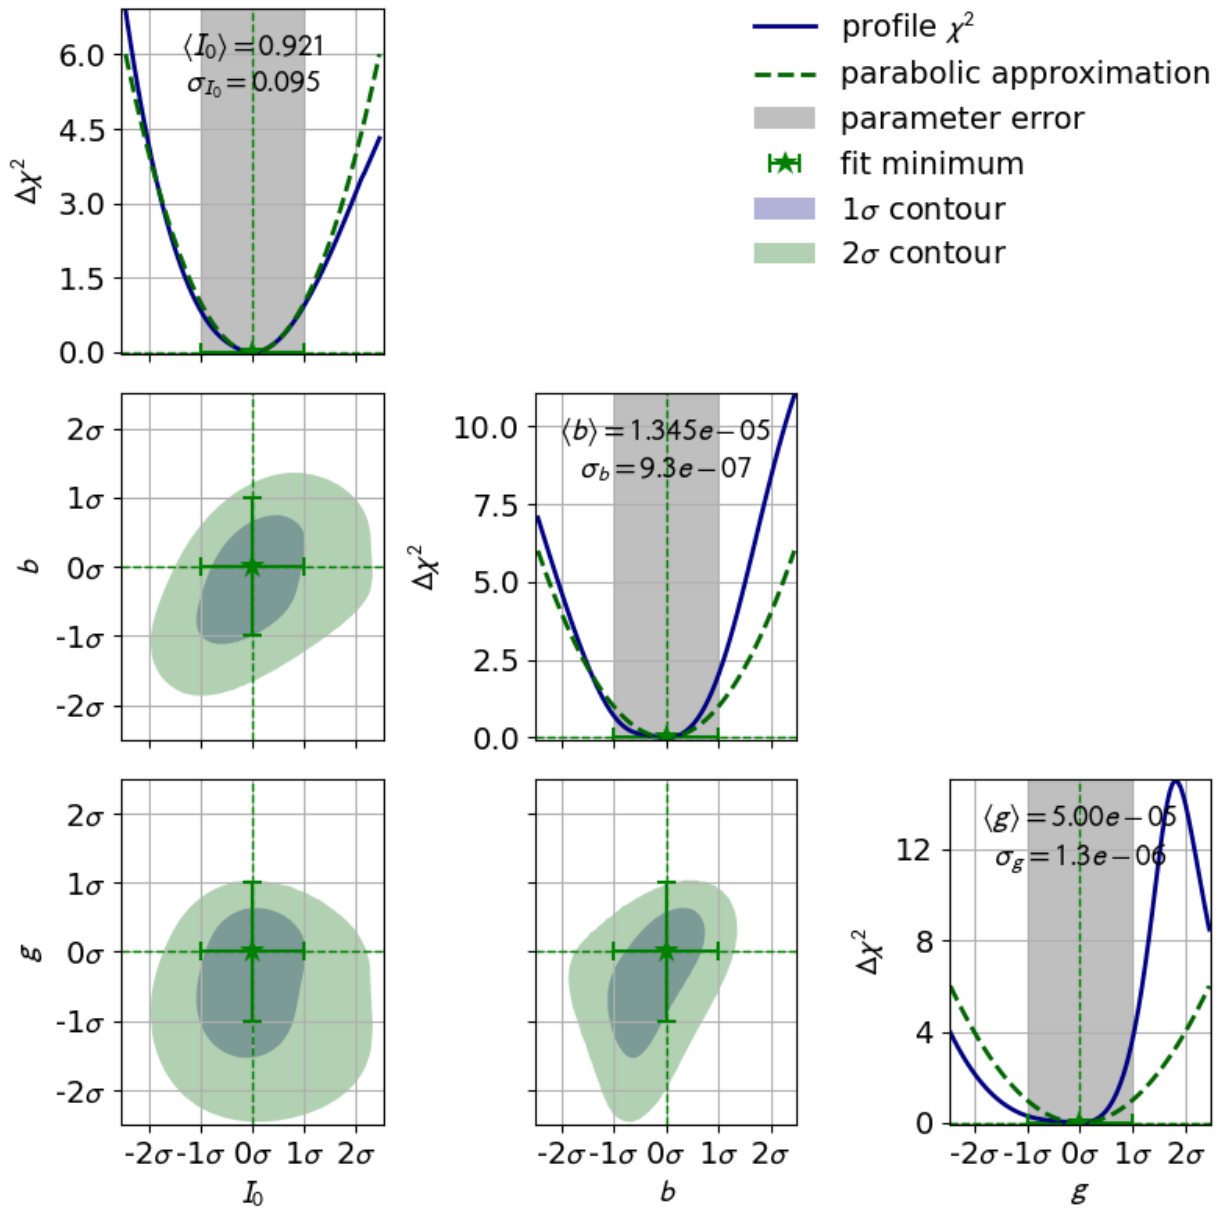 profile χ²
parabolic approximation
parameter error
fit minimum
1σ contour
2σ contour
⟨I₀⟩ = 0.921
σ_I₀ = 0.095
6.0
4.5
3.0
1.5
0.0
Δχ²
2σ
1σ
0σ
-1σ
-2σ
b
⟨b⟩ = 1.345e−05
σ_b = 9.3e−07
10.0
7.5
5.0
2.5
0.0
Δχ²
2σ
1σ
0σ
-1σ
-2σ
g
-2σ -1σ 0σ 1σ 2σ
I₀
-2σ -1σ 0σ 1σ 2σ
b
⟨g⟩ = 5.00e−05
σ_g = 1.3e−06
12
8
4
0
Δχ²
-2σ -1σ 0σ 1σ 2σ
g